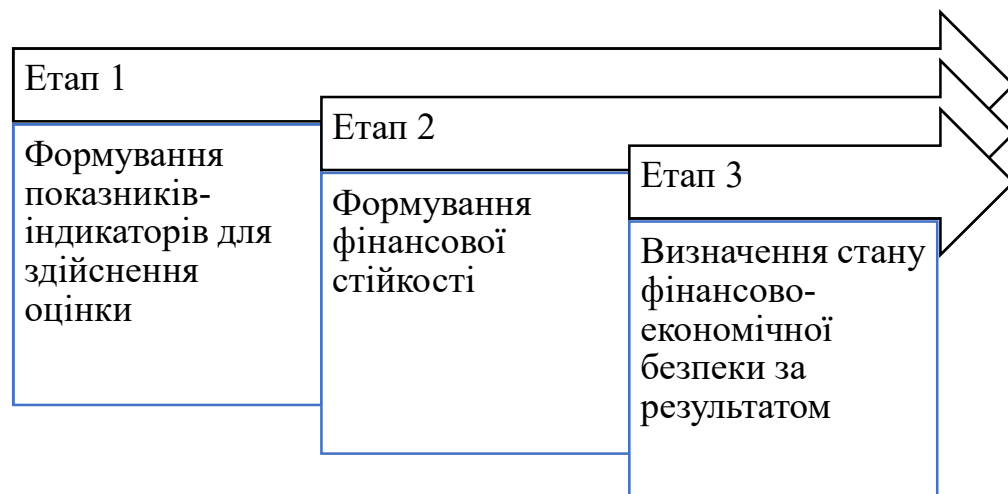 Етап 1
Формування
показників-
індикаторів для
здійснення
оцінки
Етап 2
Формування
фінансової
стійкості
Етап 3
Визначення стану
фінансово-
економічної
безпеки за
результатом